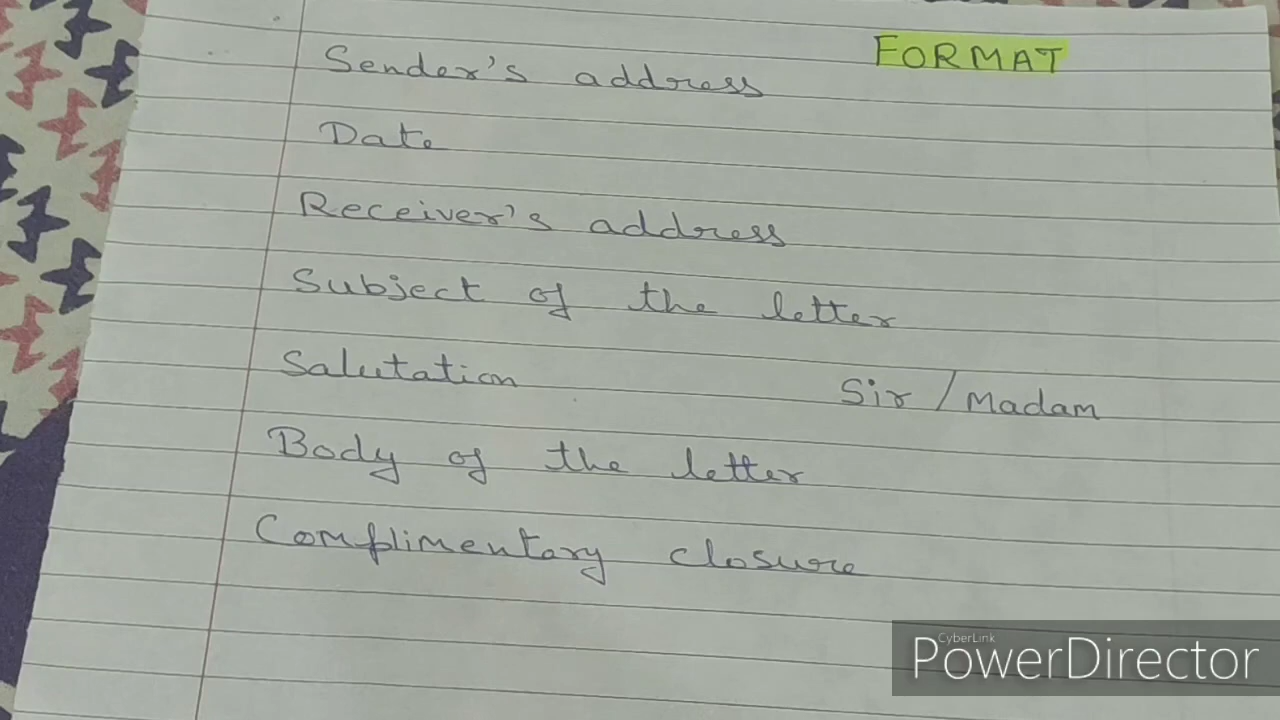 FORMAT
Sender's address
Date
Receiver's address
Subject of the letter
Salutation Sir / Madam
Body of the letter
Complimentary closure
CyberLink
PowerDirector